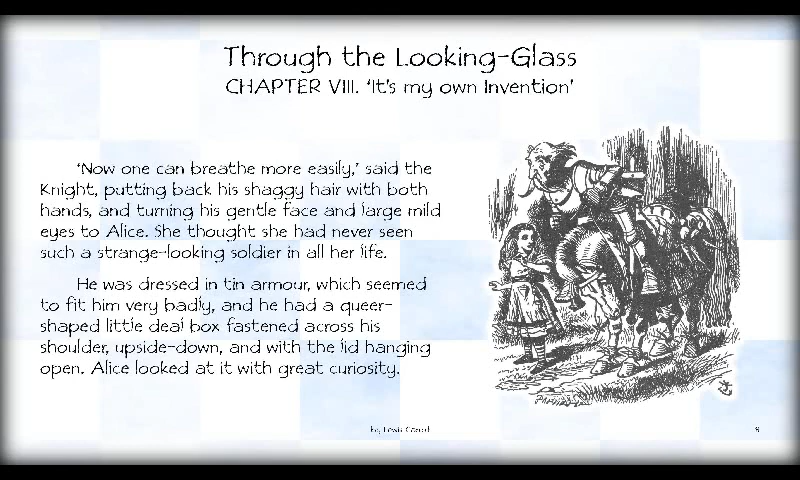 Through the Looking-Glass
CHAPTER VIII. 'It's my own Invention'
'Now one can breathe more easily,' said the
Knight, putting back his shaggy hair with both
hands, and turning his gentle face and large mild
eyes to Alice. She thought she had never seen
such a strange-looking soldier in all her life.
He was dressed in tin armour, which seemed
to fit him very badly, and he had a queer-
shaped little deal box fastened across his
shoulder, upside-down, and with the lid hanging
open. Alice looked at it with great curiosity.
by Lewis Carroll